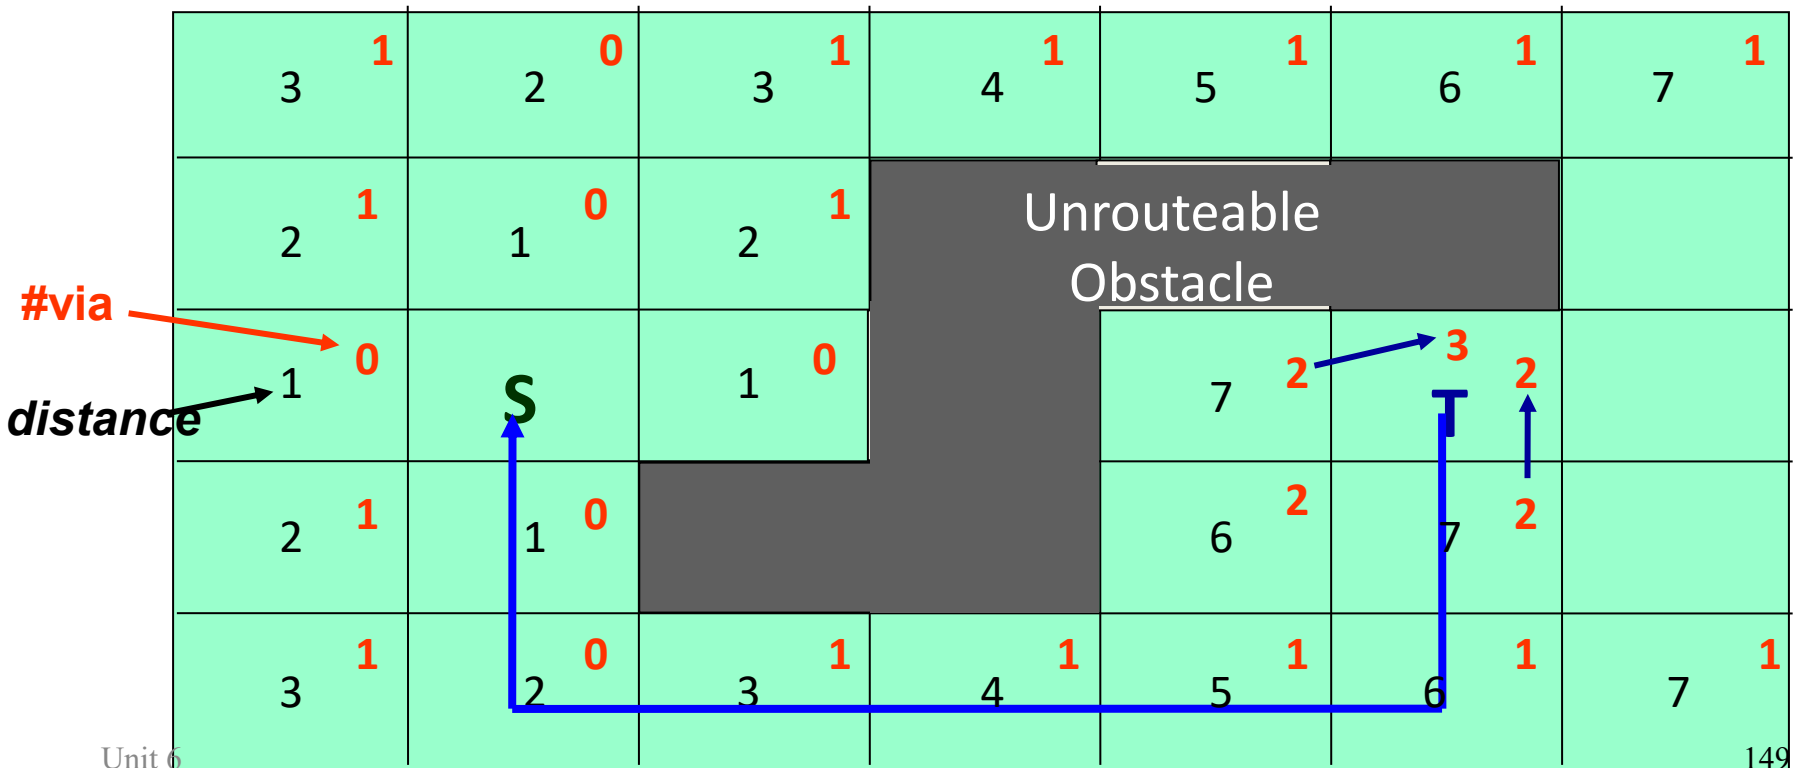 1 0 1 1 1 1 1
3 2 3 4 5 6 7
1 0 1
2 1 2
Unrouteable
Obstacle
#via
0 0 2 3 2
distance
1 S 1 7 T
1 0 2 2
2 1 6 7
1 0 1 1 1 1 1
3 2 3 4 5 6 7
Unit 6
149